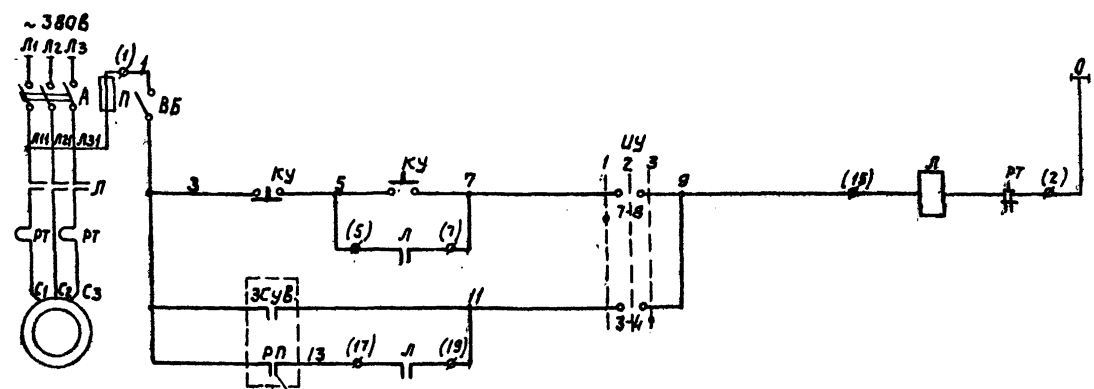 ~ 380В
Л1 Л2 Л3
(1) 1
А П ВБ
Л11 Л21 Л31
Л
РТ РТ
С1 С2 С3
3 КУ 5 КУ 7
(5) Л (7)
ИУ
1 2 3
7 8
9
(15) Л РТ (2)
0
ЗСУВ 11
3 4
РП 13 (17) Л (19)